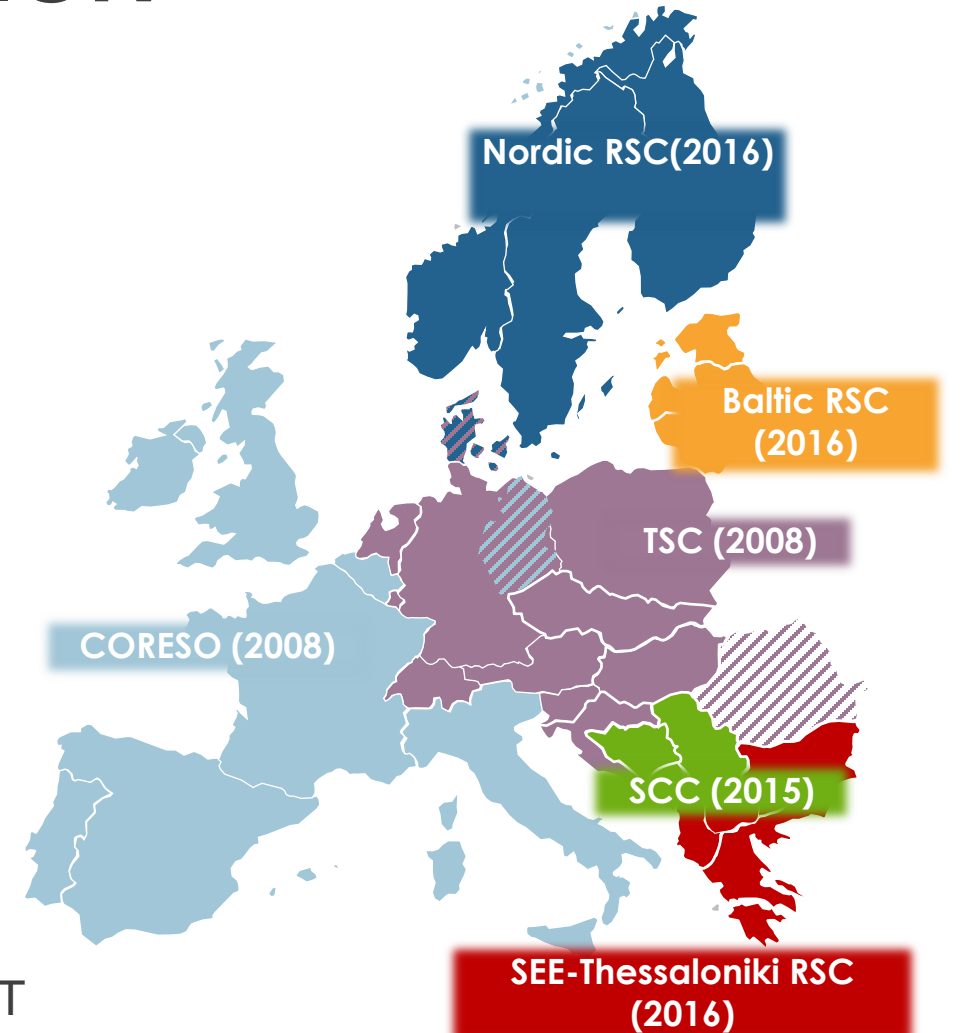 Nordic RSC(2016)
Baltic RSC
(2016)
TSC (2008)
CORESO (2008)
SCC (2015)
SEE-Thessaloniki RSC
(2016)
T